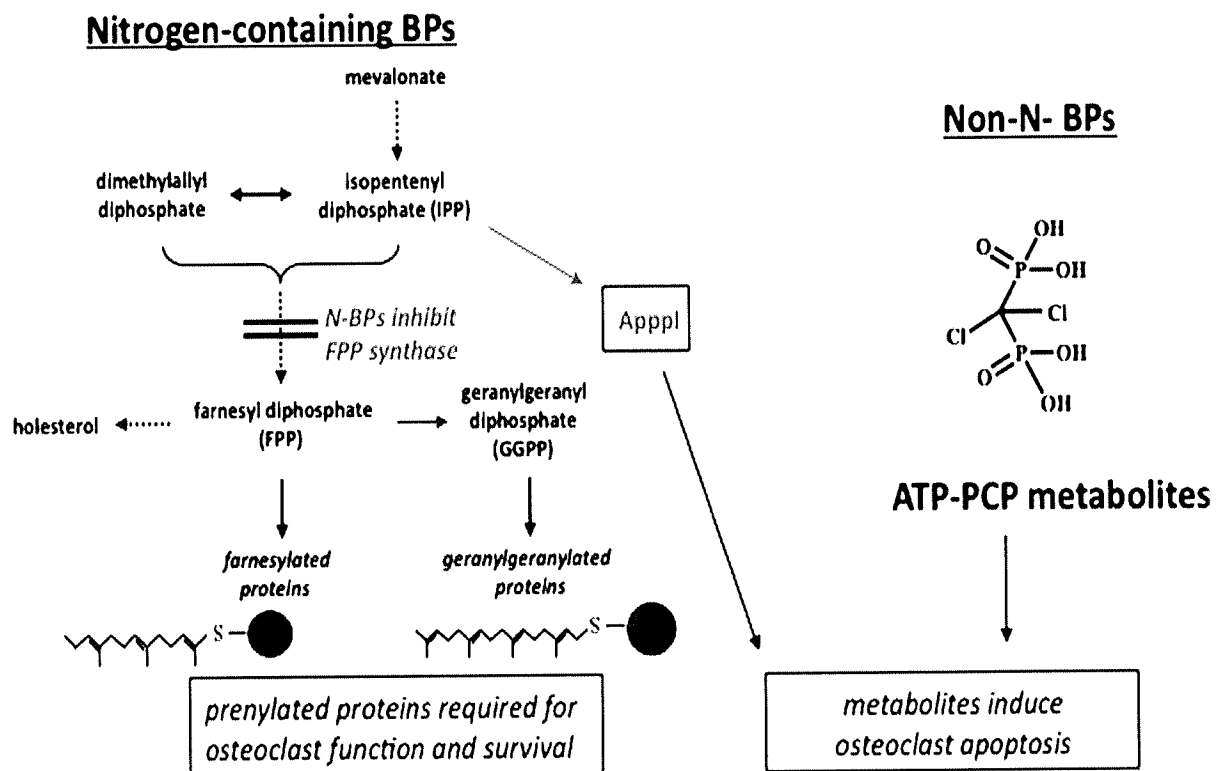 Nitrogen-containing BPs
mevalonate
dimethylallyl
diphosphate
isopentenyl
diphosphate (IPP)
N-BPs inhibit
FPP synthase
ApppI
holesterol
farnesyl diphosphate
(FPP)
geranylgeranyl
diphosphate
(GGPP)
farnesylated
proteins
geranylgeranylated
proteins
S
S
prenylated proteins required for
osteoclast function and survival
Non-N- BPs
OH
O
P
OH
Cl
Cl
P
OH
O
OH
ATP-PCP metabolites
metabolites induce
osteoclast apoptosis